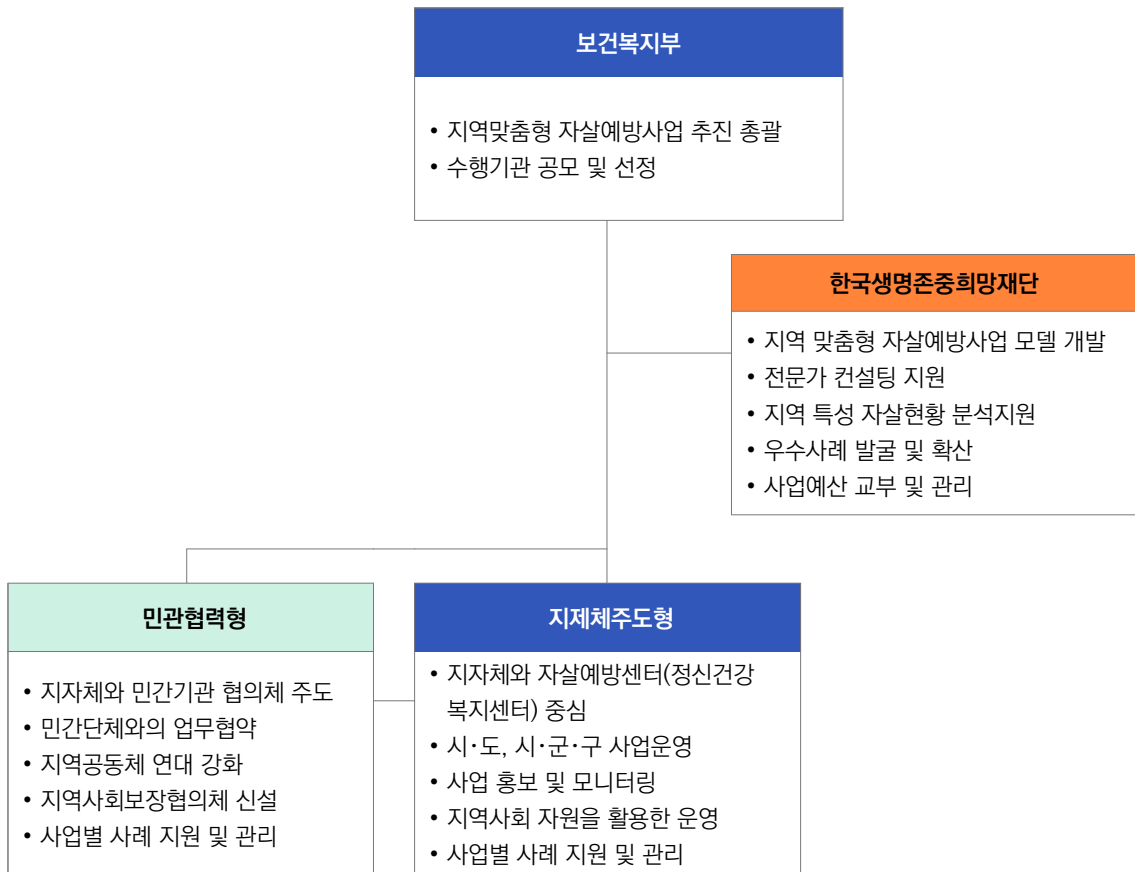 보건복지부
• 지역맞춤형 자살예방사업 추진 총괄
• 수행기관 공모 및 선정
한국생명존중희망재단
• 지역 맞춤형 자살예방사업 모델 개발
• 전문가 컨설팅 지원
• 지역 특성 자살현황 분석지원
• 우수사례 발굴 및 확산
• 사업예산 교부 및 관리
민관협력형
• 지자체와 민간기관 협의체 주도
• 민간단체와의 업무협약
• 지역공동체 연대 강화
• 지역사회보장협의체 신설
• 사업별 사례 지원 및 관리
지제체주도형
• 지자체와 자살예방센터(정신건강
복지센터) 중심
• 시·도, 시·군·구 사업운영
• 사업 홍보 및 모니터링
• 지역사회 자원을 활용한 운영
• 사업별 사례 지원 및 관리